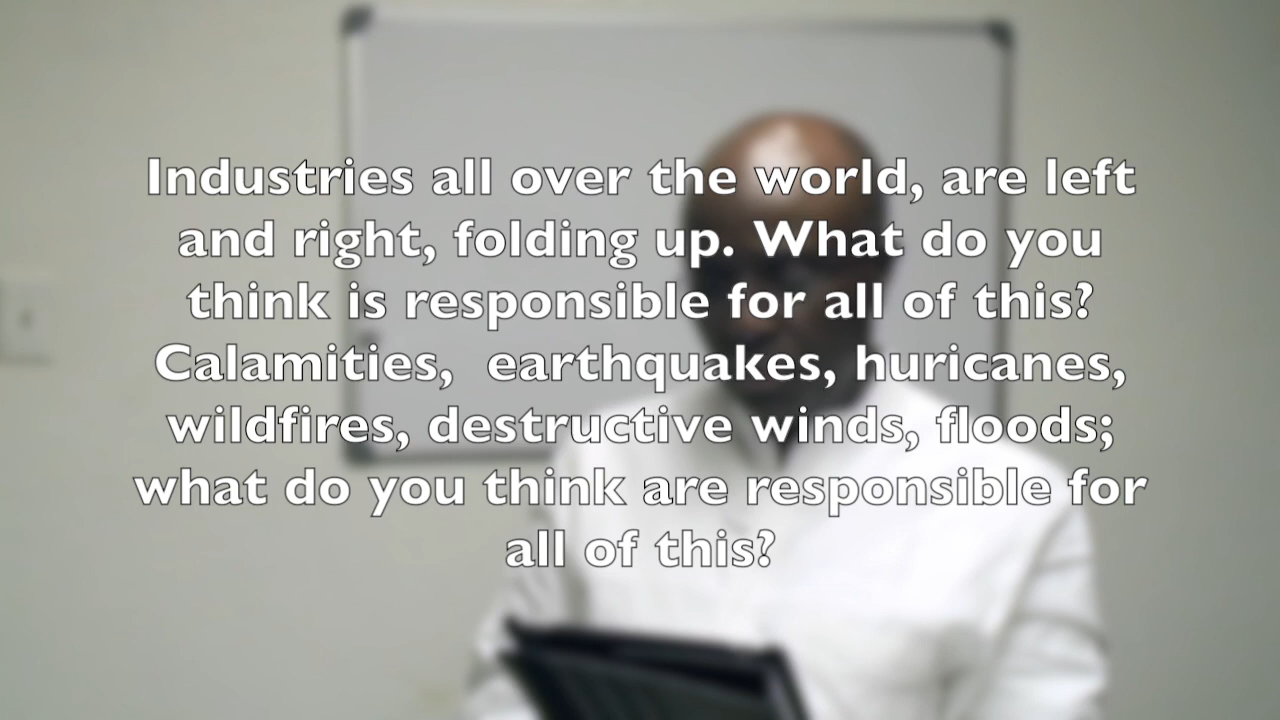 Industries all over the world, are left
and right, folding up. What do you
think is responsible for all of this?
Calamities,  earthquakes, huricanes,
wildfires, destructive winds, floods;
what do you think are responsible for
all of this?